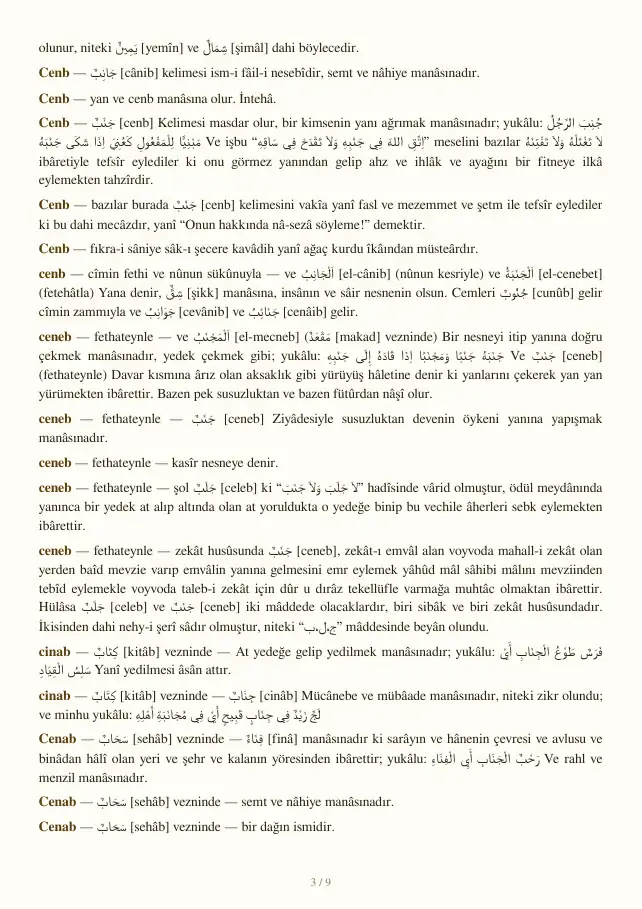 olunur, niteki يَمِينٌ [yemîn] ve شِمَالٌ [şimâl] dahi böylecedir.
Cenb — جَانِبٌ [cânib] kelimesi ism-i fâil-i nesebîdir, semt ve nâhiye manâsınadır.
Cenb — yan ve cenb manâsına olur. İntehâ.
Cenb — جَنْبٌ [cenb] Kelimesi masdar olur, bir kimsenin yanı ağrımak manâsınadır; yukâlu: جُنِبَ الرَّجُلُ
مَبْنِيًّا لِلْمَفْعُولِ كَعُنِيَ إِذَا شَكَى جَنْبَهُ Ve işbu “اِتَّقِ اللهَ فِي جَنْبِهِ وَلاَ تَقْدَحْ فِي سَاقِهِ” meselini bazılar لاَ تَقْتُلْهُ وَلاَ تَفْتِنْهُ
ibâretiyle tefsîr eylediler ki onu görmez yanından gelip ahz ve ihlâk ve ayağını bir fitneye ilkâ
eylemekten tahzîrdir.
Cenb — bazılar burada جَنْبٌ [cenb] kelimesini vakîa yanî fasl ve mezemmet ve şetm ile tefsîr eylediler
ki bu dahi mecâzdır, yanî “Onun hakkında nâ-sezâ söyleme!” demektir.
Cenb — fıkra-i sâniye sâk-ı şecere kavâdih yanî ağaç kurdu îkâından müsteârdır.
cenb — cîmin fethi ve nûnun sükûnuyla — ve اَلْجَانِبُ [el-cânib] (nûnun kesriyle) ve اَلْجَنَبَةُ [el-cenebet]
(fetehâtla) Yana denir, شِقٌّ [şikk] manâsına, insânın ve sâir nesnenin olsun. Cemleri جُنُوبٌ [cunûb] gelir
cîmin zammıyla ve جَوَانِبُ [cevânib] ve جَنَائِبُ [cenâib] gelir.
ceneb — fethateynle — ve اَلْمَجْنَبُ [el-mecneb] (مَقْعَدٌ [makad] vezninde) Bir nesneyi itip yanına doğru
çekmek manâsınadır, yedek çekmek gibi; yukâlu: جَنَبَهُ جَنَبًا وَمَجْنَبًا إِذَا قَادَهُ إِلَى جَنْبِهِ Ve جَنَبٌ [ceneb]
(fethateynle) Davar kısmına ârız olan aksaklık gibi yürüyüş hâletine denir ki yanlarını çekerek yan yan
yürümekten ibârettir. Bazen pek susuzluktan ve bazen fütûrdan nâşî olur.
ceneb — fethateynle — جَنَبٌ [ceneb] Ziyâdesiyle susuzluktan devenin öykeni yanına yapışmak
manâsınadır.
ceneb — fethateynle — kasîr nesneye denir.
ceneb — fethateynle — şol جَلَبٌ [celeb] ki “لاَ جَلَبَ وَلاَ جَنَبَ” hadîsinde vârid olmuştur, ödül meydânında
yanınca bir yedek at alıp altında olan at yoruldukta o yedeğe binip bu vechile âherleri sebk eylemekten
ibârettir.
ceneb — fethateynle — zekât husûsunda جَنَبٌ [ceneb], zekât-ı emvâl alan voyvoda mahall-i zekât olan
yerden baîd mevzie varıp emvâlin yanına gelmesini emr eylemek yâhûd mâl sâhibi mâlını mevziinden
tebîd eylemekle voyvoda taleb-i zekât için dûr u dırâz tekellüfle varmağa muhtâc olmaktan ibârettir.
Hülâsa جَلَبٌ [celeb] ve جَنَبٌ [ceneb] iki mâddede olacaklardır, biri sibâk ve biri zekât husûsundadır.
İkisinden dahi nehy-i şerî sâdır olmuştur, niteki “ج،ل،ب” mâddesinde beyân olundu.
cinab — كِتَابٌ [kitâb] vezninde — At yedeğe gelip yedilmek manâsınadır; yukâlu: فَرَسٌ طَوْعُ الْجِنَابِ أَيْ
سَلِسُ الْقِيَادِ Yanî yedilmesi âsân attır.
cinab — كِتَابٌ [kitâb] vezninde — جِنَابٌ [cinâb] Mücânebe ve mübâade manâsınadır, niteki zikr olundu;
ve minhu yukâlu: لَجَّ زَيْدٌ فِي جِنَابٍ قَبِيحٍ أَيْ فِي مُجَانَبَةِ أَهْلِهِ
Cenab — سَحَابٌ [sehâb] vezninde — فِنَاءٌ [finâ] manâsınadır ki sarâyın ve hânenin çevresi ve avlusu ve
binâdan hâlî olan yeri ve şehr ve kalanın yöresinden ibârettir; yukâlu: رَحْبُ الْجَنَابِ أَيِ الْفِنَاءِ Ve rahl ve
menzil manâsınadır.
Cenab — سَحَابٌ [sehâb] vezninde — semt ve nâhiye manâsınadır.
Cenab — سَحَابٌ [sehâb] vezninde — bir dağın ismidir.
3 / 9